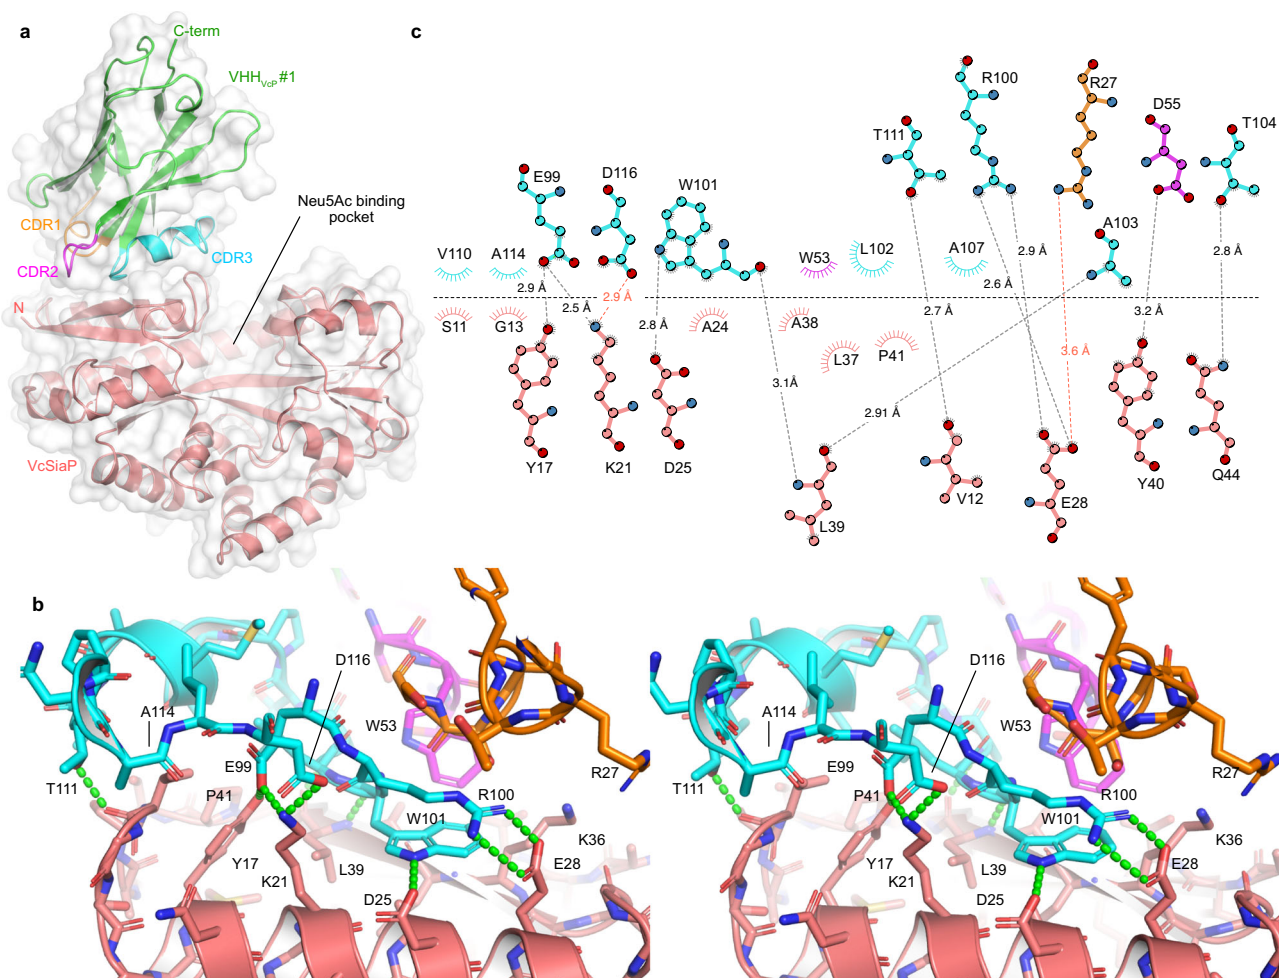 a
C-term
VHHVcP#1
CDR1
CDR2
CDR3
Neu5Ac binding
pocket
N
VcSiaP
c
R100
R27
D55
T104
T111
E99
D116
W101
A103
V110
A114
W53
L102
A107
2.9 Å
2.8 Å
2.9 Å
2.5 Å
2.9 Å
2.6 Å
2.7 Å
3.2 Å
S11
G13
2.8 Å
A24
A38
L37
P41
3.6 Å
3.1Å
2.91 Å
Y17
K21
D25
L39
V12
E28
Y40
Q44
b
D116
A114
W53
E99
R27
T111
P41
R100
W101
K36
Y17
L39
E28
K21
D25
D116
A114
W53
E99
R27
T111
P41
R100
W101
K36
Y17
L39
E28
K21
D25